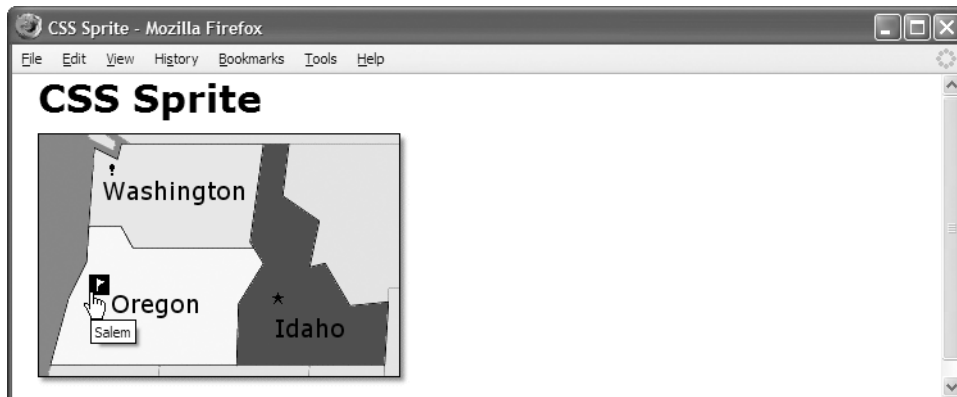 CSS Sprite - Mozilla Firefox
File Edit View History Bookmarks Tools Help
CSS Sprite
Washington
Oregon
Salem
Idaho